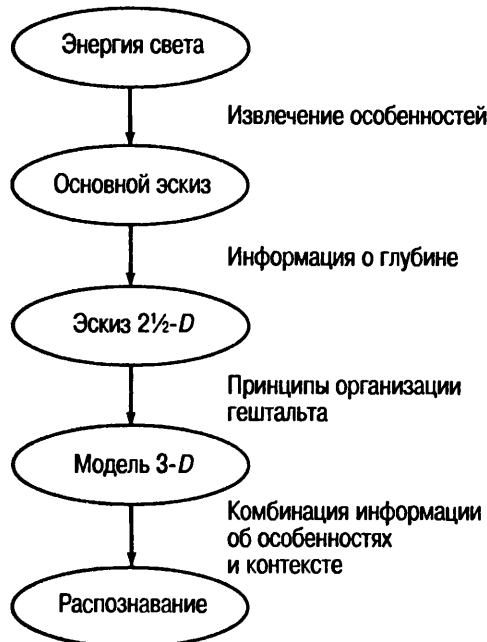 Энергия света
Извлечение особенностей
Основной эскиз
Информация о глубине
Эскиз 2½-D
Принципы организации
гештальта
Модель 3-D
Комбинация информации
об особенностях
и контексте
Распознавание